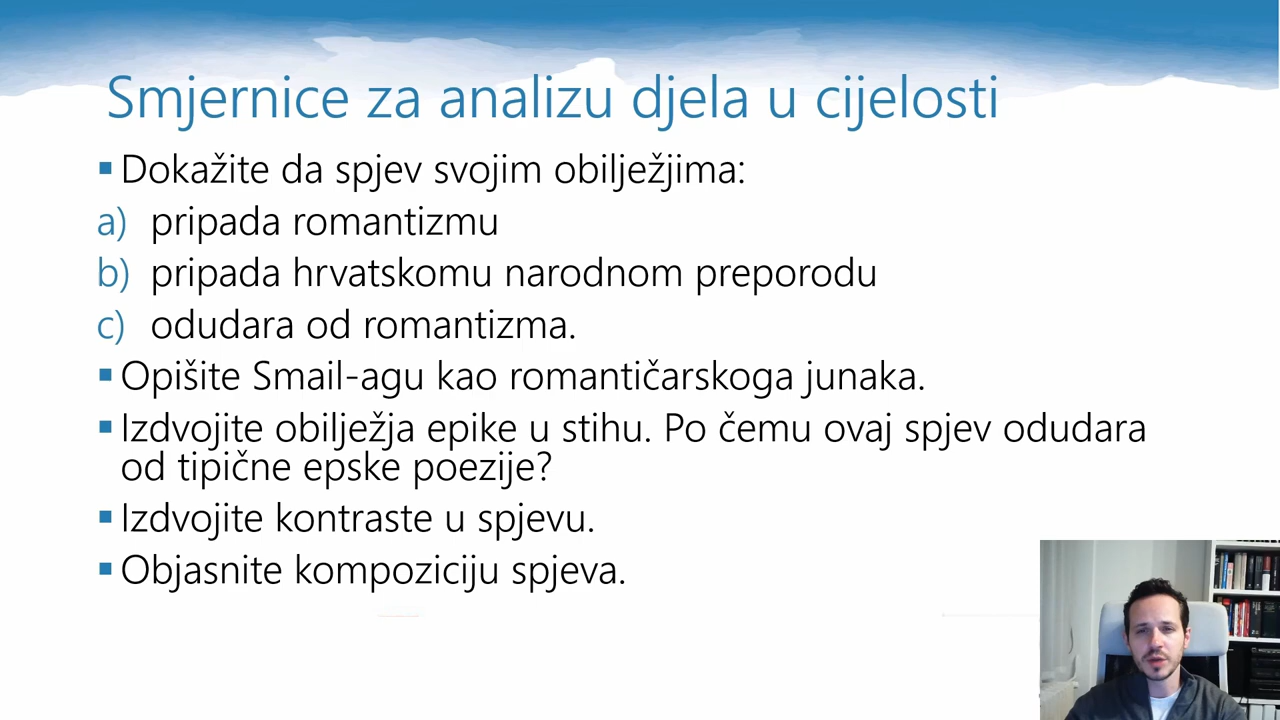 Smjernice za analizu djela u cijelosti
▪ Dokažite da spjev svojim obilježjima:
a) pripada romantizmu
b) pripada hrvatskomu narodnom preporodu
c) odudara od romantizma.
▪ Opišite Smail-agu kao romantičarskoga junaka.
▪ Izdvojite obilježja epike u stihu. Po čemu ovaj spjev odudara
od tipične epske poezije?
▪ Izdvojite kontraste u spjevu.
▪ Objasnite kompoziciju spjeva.